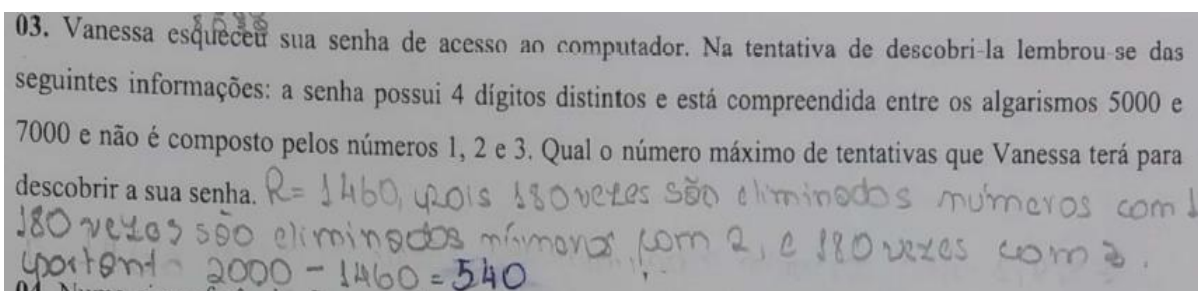 03. Vanessa esqueceu sua senha de acesso ao computador. Na tentativa de descobri-la lembrou-se das
seguintes informações: a senha possui 4 dígitos distintos e está compreendida entre os algarismos 5000 e
7000 e não é composto pelos números 1, 2 e 3. Qual o número máximo de tentativas que Vanessa terá para
descobrir a sua senha. R= 1460, pois 180 vezes são eliminados números com 1
180 vezes são eliminados números com 2, e 180 vezes com 3.
2000 - 1460 = 540